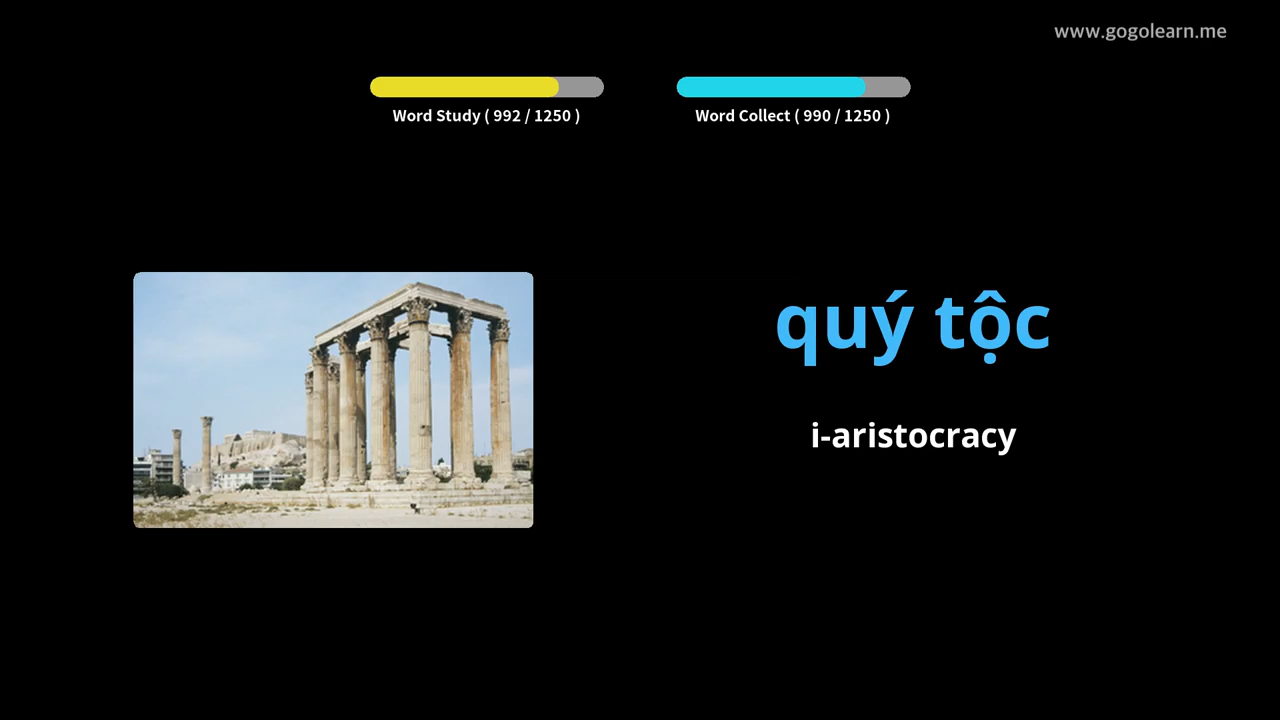 www.gogolearn.me
Word Study ( 992 / 1250 )
Word Collect ( 990 / 1250 )
quý tộc
i-aristocracy